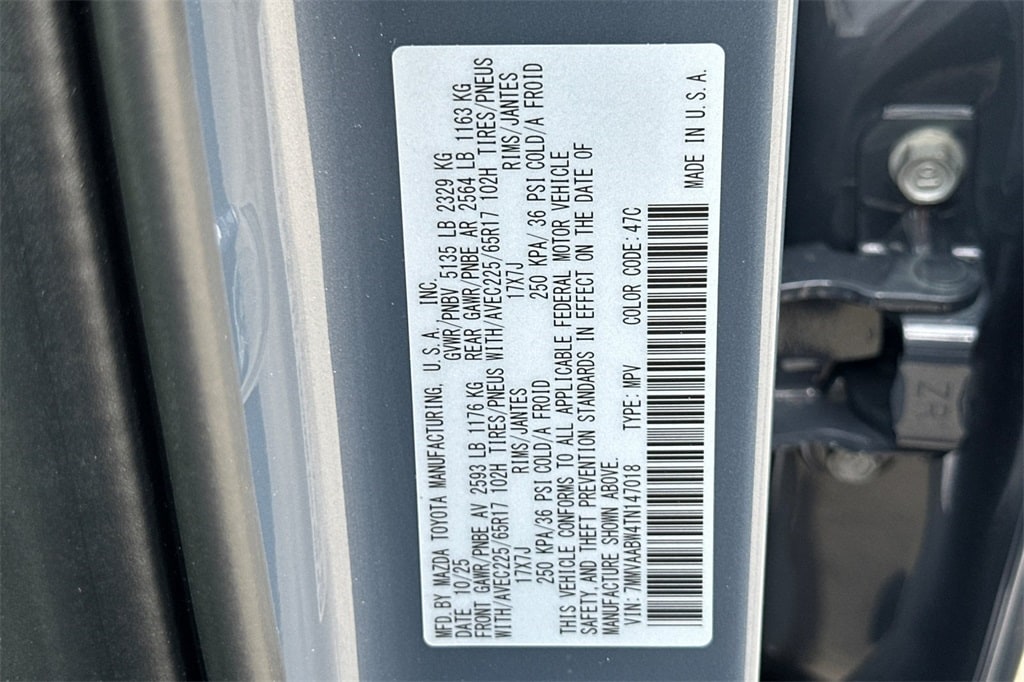 MFD. BY MAZDA TOYOTA MANUFACTURING, U.S.A., INC.
DATE 10/25 GVWR/PNBV 5135 LB 2329 KG
FRONT GAWR/PNBE AV 2593 LB 1176 KG REAR GAWR/PNBE AR 2564 LB 1163 KG
WITH/AVEC225/65R17 102H TIRES/PNEUS WITH/AVEC225/65R17 102H TIRES/PNEUS
17X7J RIMS/JANTES 17X7J RIMS/JANTES
250 KPA/36 PSI COLD/A FROID 250 KPA/ 36 PSI COLD/A FROID
THIS VEHICLE CONFORMS TO ALL APPLICABLE FEDERAL MOTOR VEHICLE
SAFETY, AND THEFT PREVENTION STANDARDS IN EFFECT ON THE DATE OF
MANUFACTURE SHOWN ABOVE.
VIN: 7MMVAABW4TN147018 TYPE: MPV COLOR CODE: 47C
MADE IN U.S.A.
8